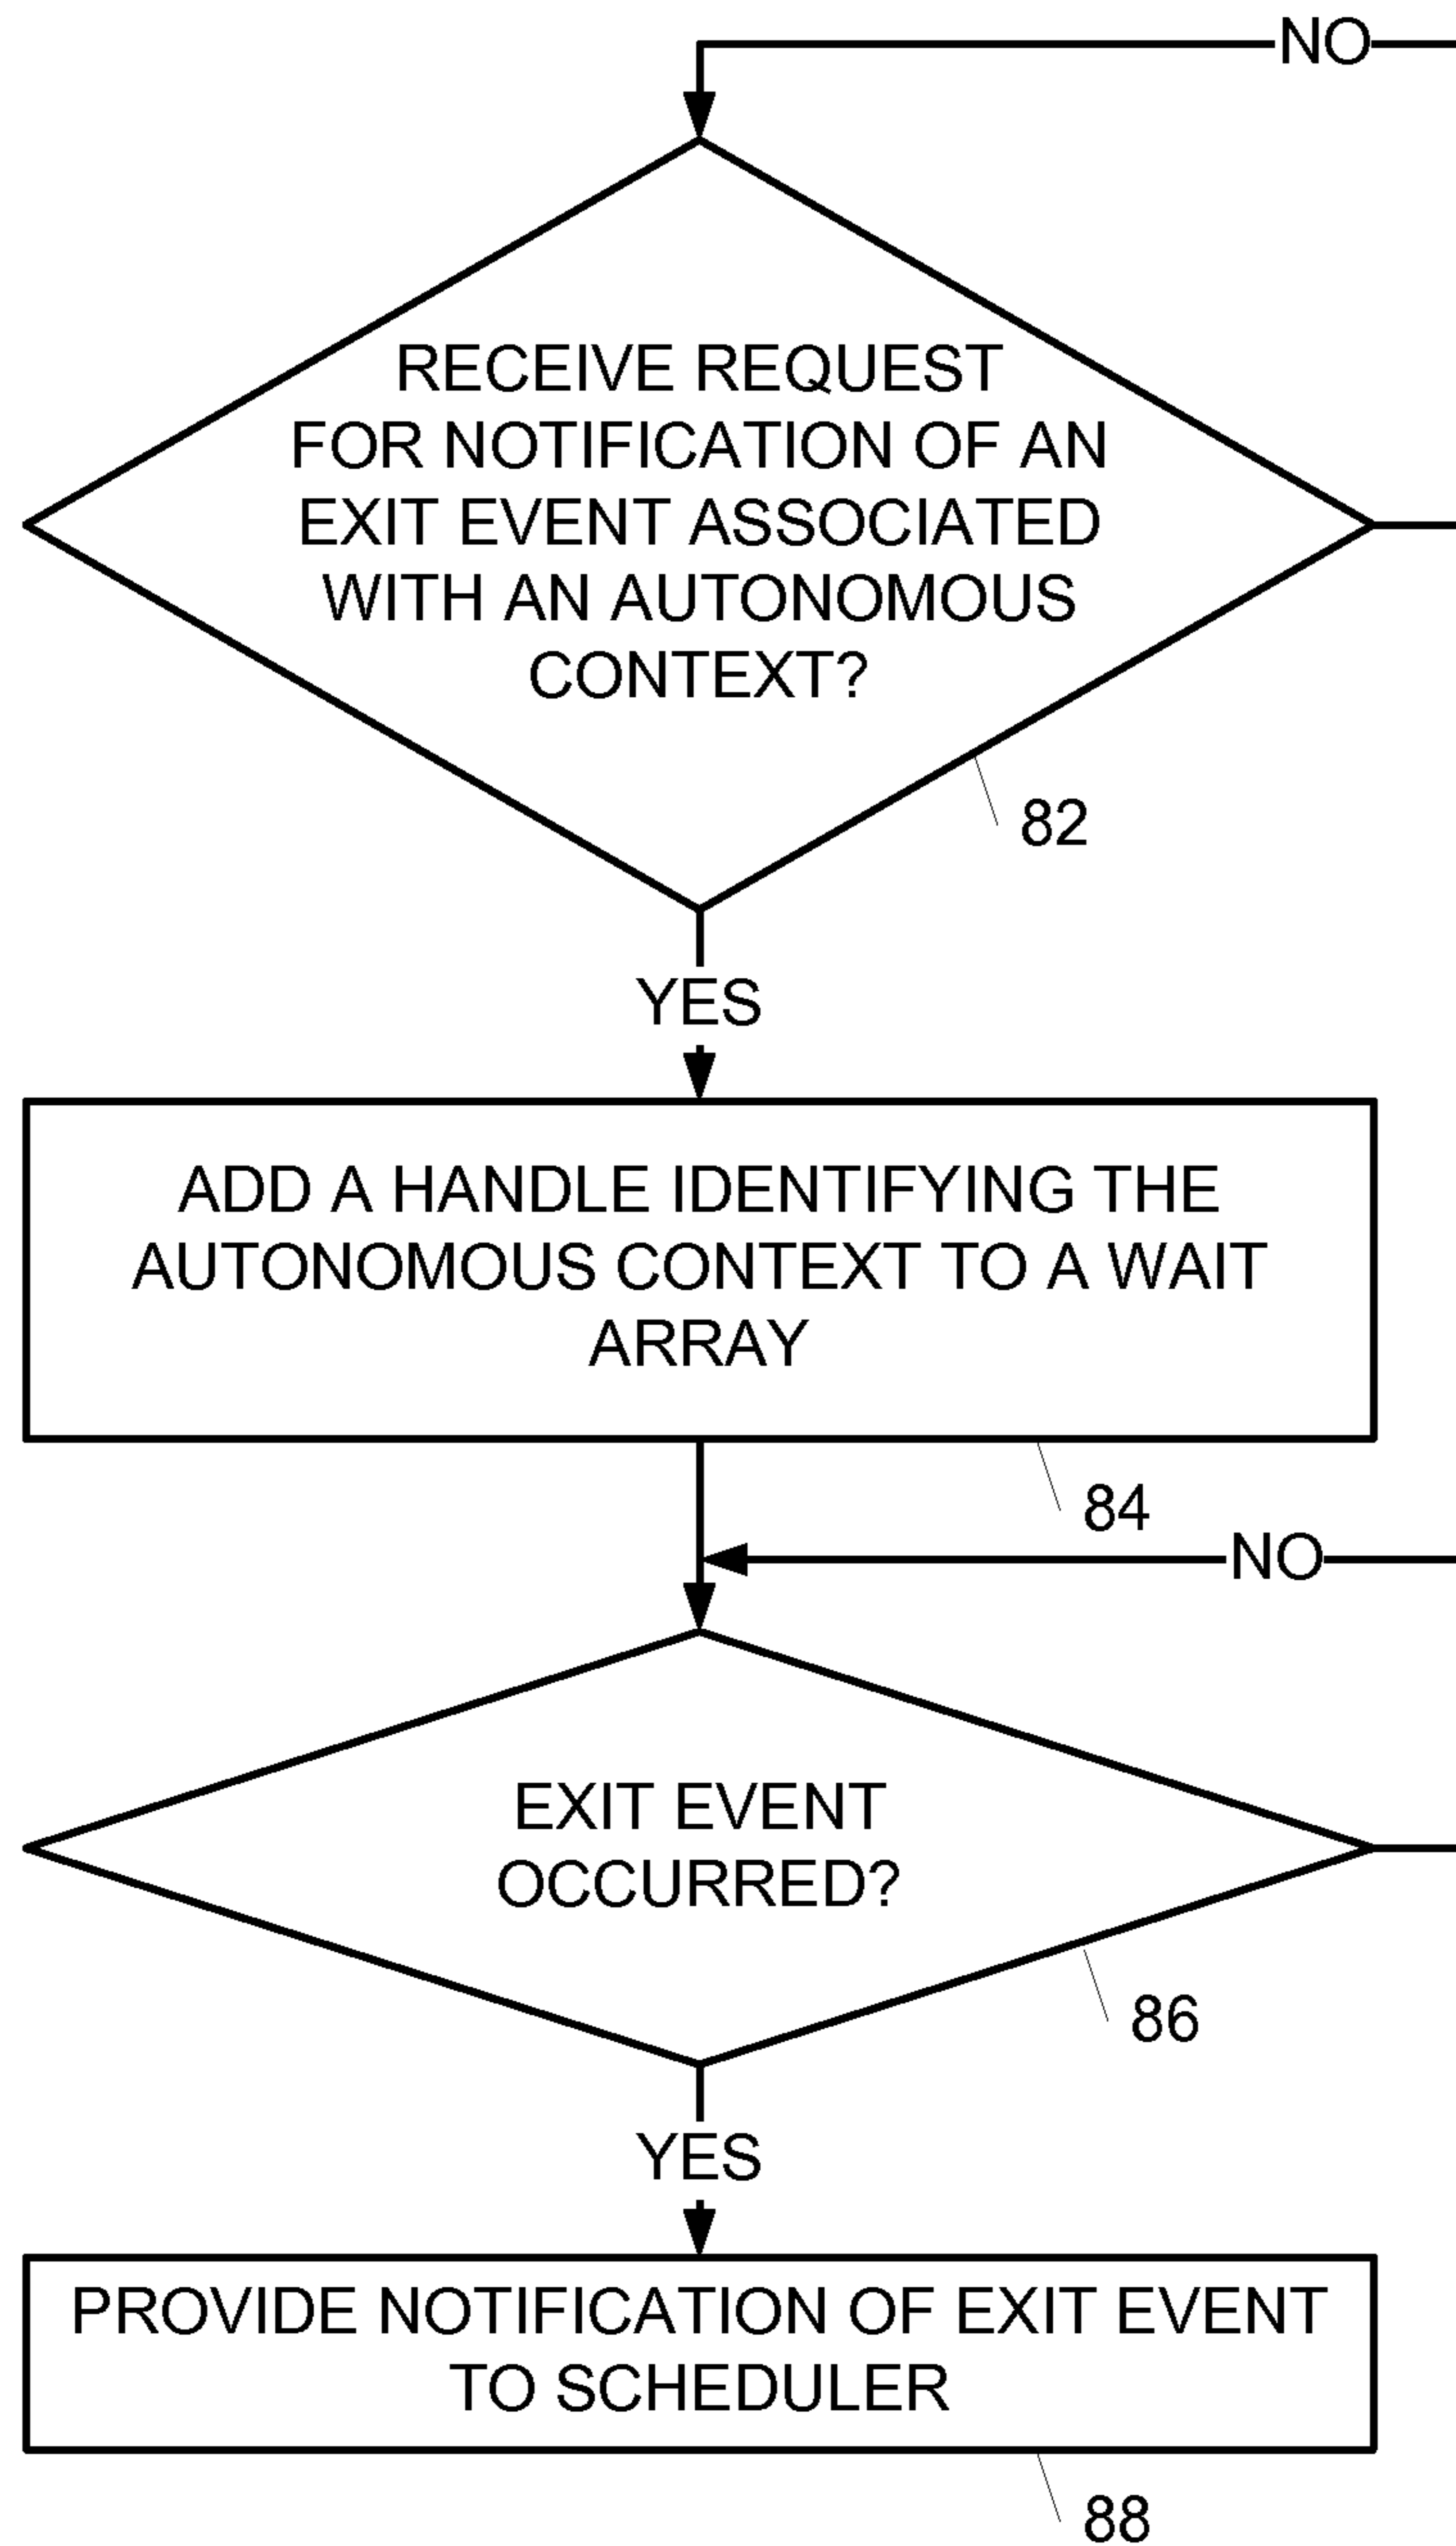 NO
RECEIVE REQUEST
FOR NOTIFICATION OF AN
EXIT EVENT ASSOCIATED
WITH AN AUTONOMOUS
CONTEXT?
82
YES
ADD A HANDLE IDENTIFYING THE
AUTONOMOUS CONTEXT TO A WAIT
ARRAY
84
NO
EXIT EVENT
OCCURRED?
86
YES
PROVIDE NOTIFICATION OF EXIT EVENT
TO SCHEDULER
88